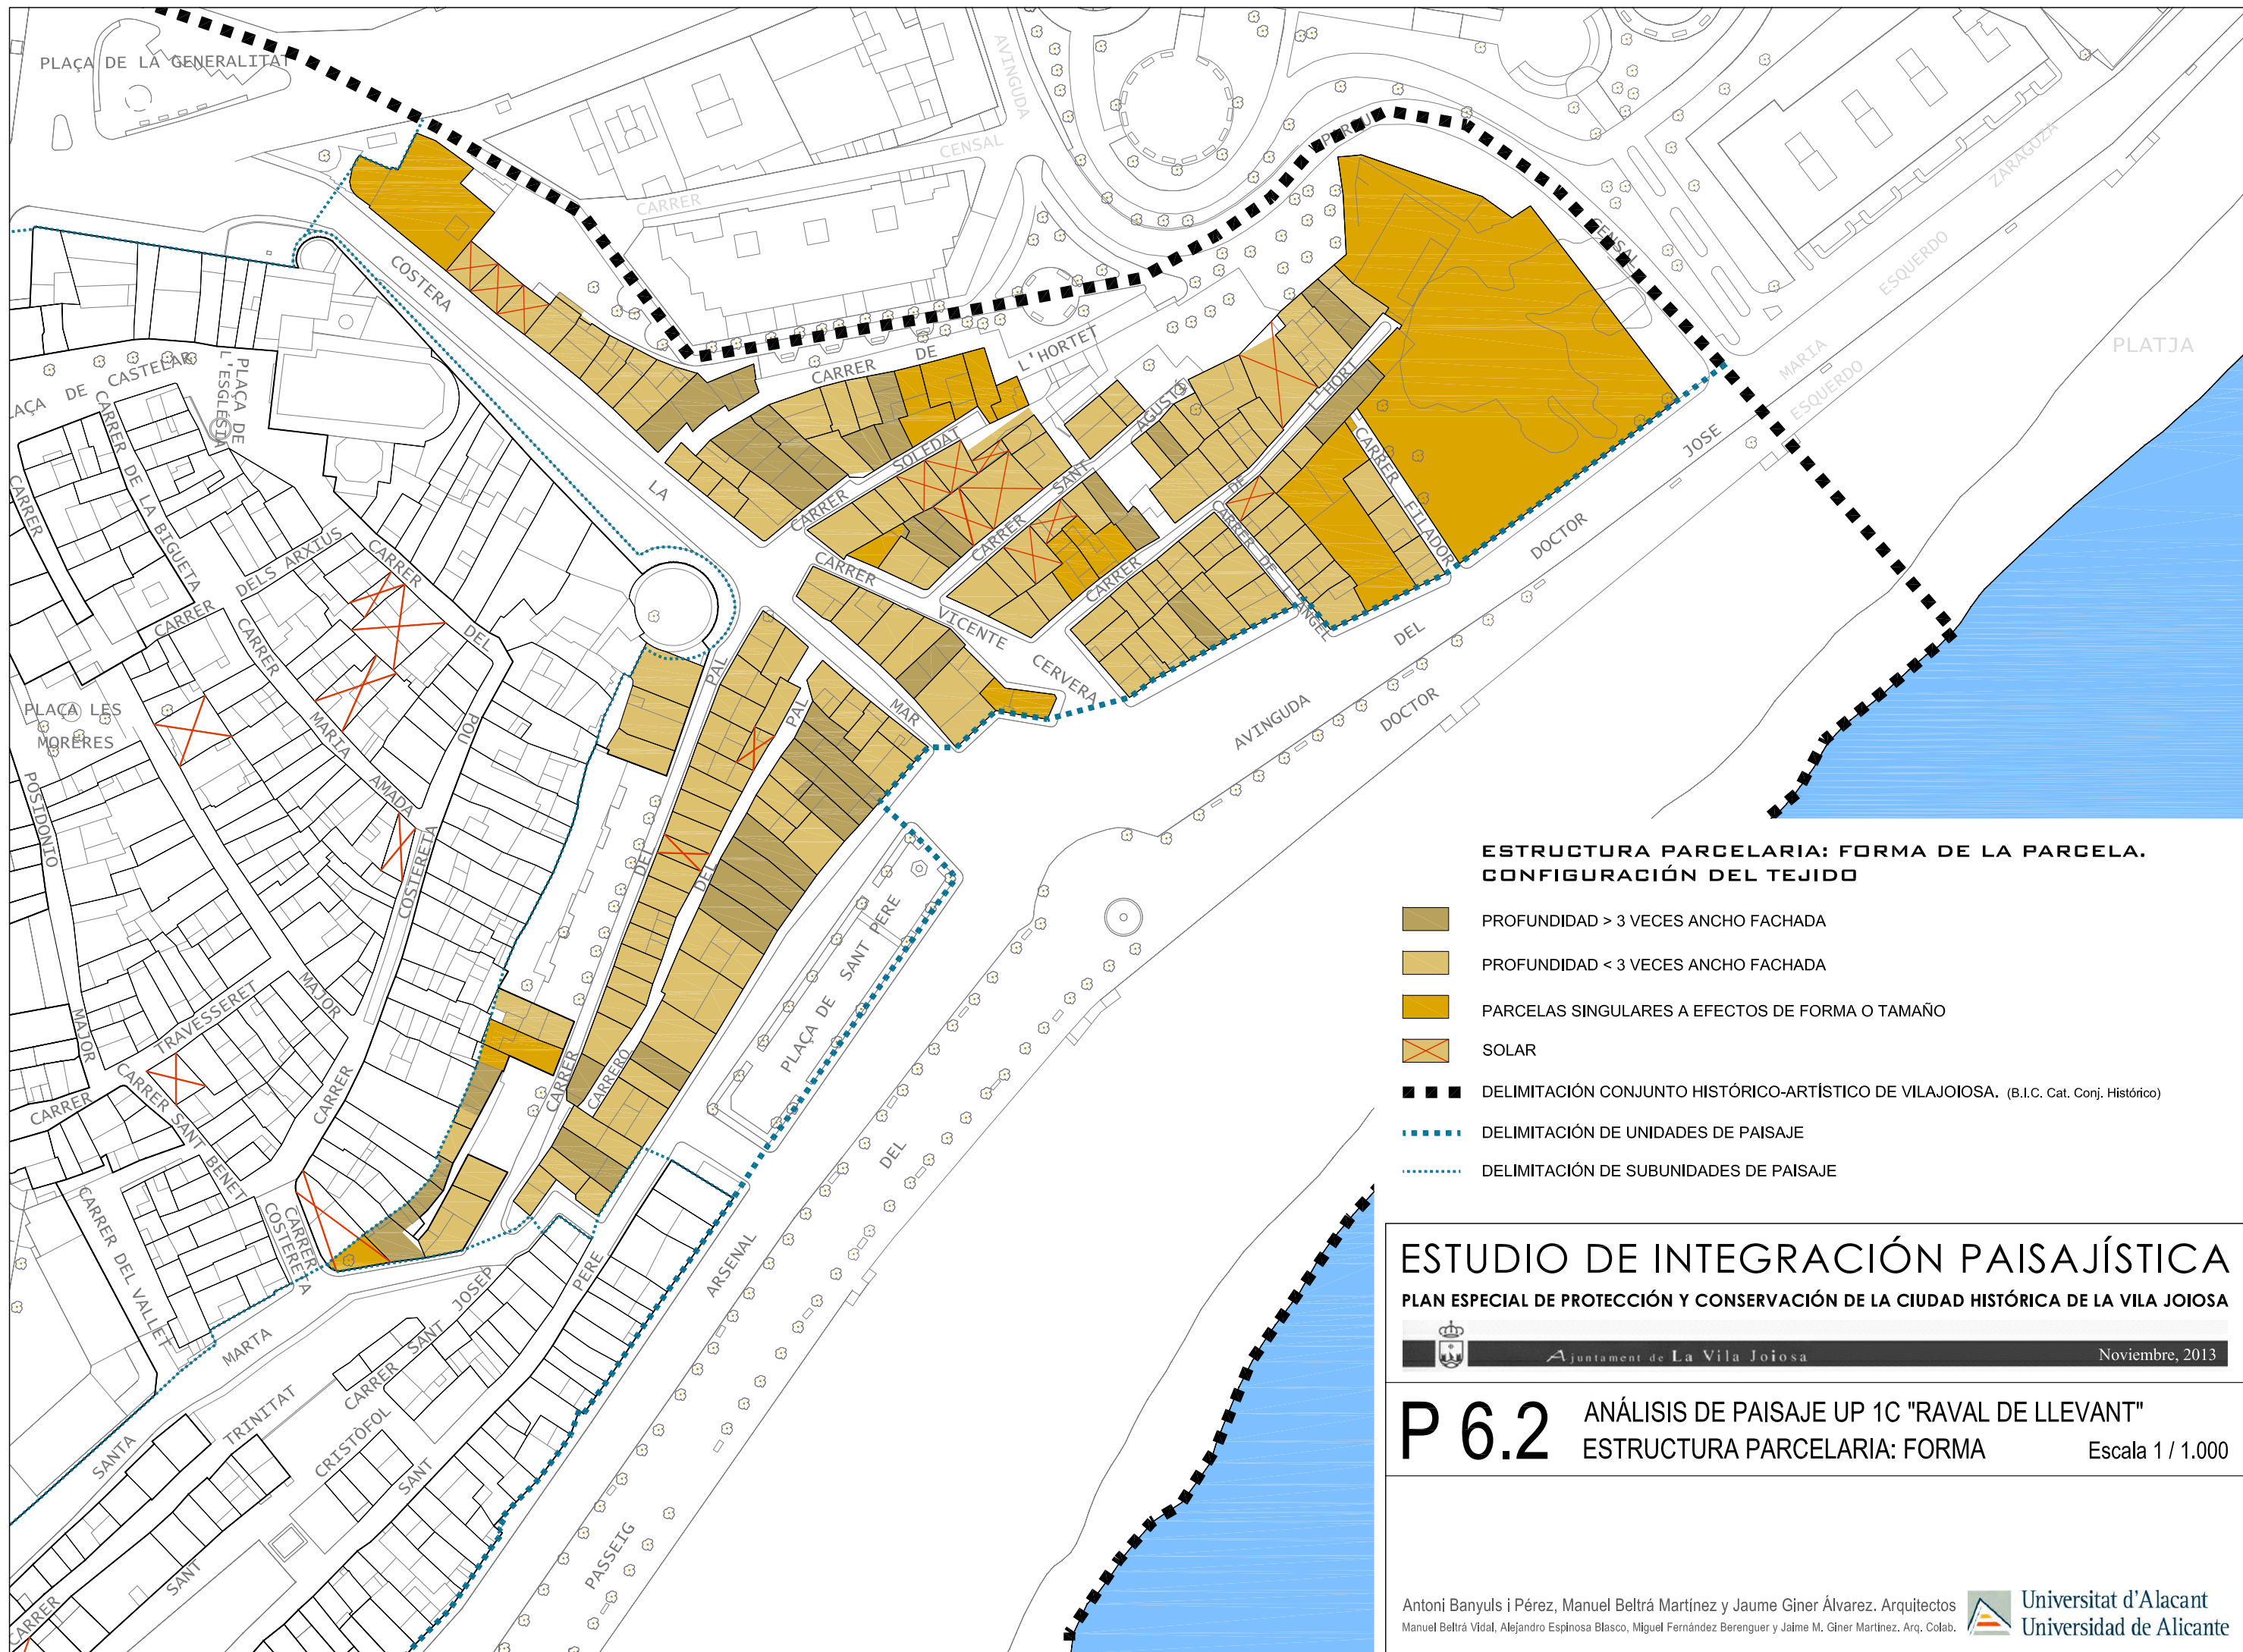 PLAÇA DE LA GENERALITAT
AVINGUDA
CENSAL
CARRER
PARAU
CENSAL
ZARAGOZA
ESQUERDO
MARIA
ESQUERDO
JOSE
DOCTOR
PLATJA
COSTERA
LA
MAR
CARRER DE
L'HORTET
CARRER SOLEDAT
CARRER SANT AGUSTÍ
CARRER DE L'HORT
CARRER FILADOR
CARRER DE L'ANGEL
CARRER VICENTE CERVERA
AVINGUDA DEL
DOCTOR
PLAÇA DE L'ESGLÉSIA
LAÇA DE CASTELAR
CARRER
CARRER DE LA BIGUETA
CARRER DELS ARXIUS
CARRER DEL POU
CARRER MARIA AMADA
PLAÇA LES
MORERES
POSIDONIO
MAJOR
CARRER COSTERETA
MAJOR
TRAVESSERET
CARRER
CARRER SANT BENET
CARRER COSTERETA
CARRER DEL VALLET
CARRER DEL PAL
CARRERO DEL PAL
PLAÇA DE SANT PERE
SANTA MARTA
TRINITAT
CARRER SANT JOSEP
CRISTÒFOL
SANT
CARRER
SANT PERE
PASSEIG DEL ARSENAL
ESTRUCTURA PARCELARIA: FORMA DE LA PARCELA.
CONFIGURACIÓN DEL TEJIDO
PROFUNDIDAD > 3 VECES ANCHO FACHADA
PROFUNDIDAD < 3 VECES ANCHO FACHADA
PARCELAS SINGULARES A EFECTOS DE FORMA O TAMAÑO
SOLAR
DELIMITACIÓN CONJUNTO HISTÓRICO-ARTÍSTICO DE VILAJOIOSA. (B.I.C. Cat. Conj. Histórico)
DELIMITACIÓN DE UNIDADES DE PAISAJE
DELIMITACIÓN DE SUBUNIDADES DE PAISAJE
ESTUDIO DE INTEGRACIÓN PAISAJÍSTICA
PLAN ESPECIAL DE PROTECCIÓN Y CONSERVACIÓN DE LA CIUDAD HISTÓRICA DE LA VILA JOIOSA
Ajuntament de La Vila Joiosa
Noviembre, 2013
P 6.2
ANÁLISIS DE PAISAJE UP 1C "RAVAL DE LLEVANT"
ESTRUCTURA PARCELARIA: FORMA
Escala 1 / 1.000
Antoni Banyuls i Pérez, Manuel Beltrá Martínez y Jaume Giner Álvarez. Arquitectos
Manuel Beltrá Vidal, Alejandro Espinosa Blasco, Miguel Fernández Berenguer y Jaime M. Giner Martínez. Arq. Colab.
Universitat d'Alacant
Universidad de Alicante